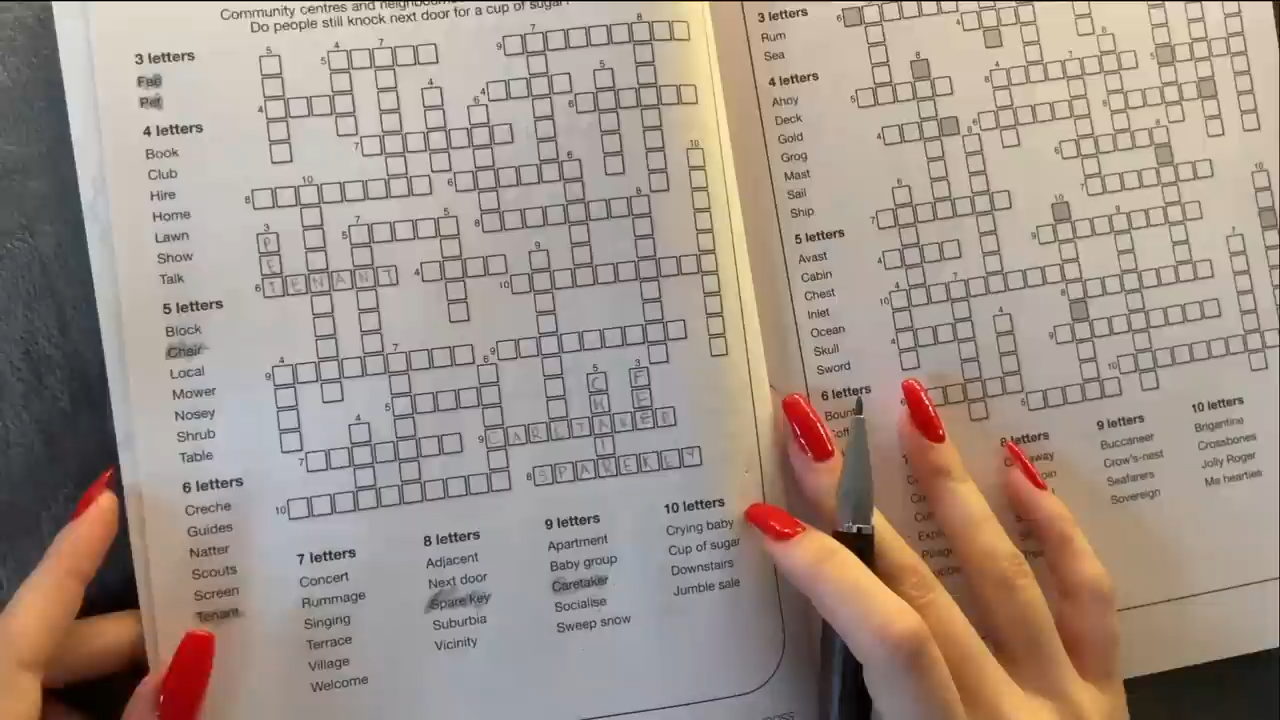 Community centres and
Do people still knock next door for a cup of sugar?
3 letters
Fee
Pet
4 letters
Book
Club
Hire
Home
Lawn
Show
Talk
5 letters
Block
Chair
Local
Mower
Nosey
Shrub
Table
6 letters
Creche
Guides
Natter
Scouts
Screen
Tenant
7 letters
Concert
Rummage
Singing
Terrace
Village
Welcome
8 letters
Adjacent
Next door
Spare Key
Suburbia
Vicinity
9 letters
Apartment
Baby group
Caretaker
Socialise
Sweep snow
10 letters
Crying baby
Cup of sugar
Downstairs
Jumble sale
PET
TENANT
CHAIR
FEE
CARETAKER
SPAREKEY
3 letters
Rum
Sea
4 letters
Ahoy
Deck
Gold
Grog
Mast
Sail
Ship
5 letters
Avast
Cabin
Chest
Inlet
Ocean
Skull
Sword
6 letters
8 letters
9 letters
Buccaneer
Crow's-nest
Seafarers
Sovereign
10 letters
Brigantine
Crossbones
Jolly Roger
Me hearties